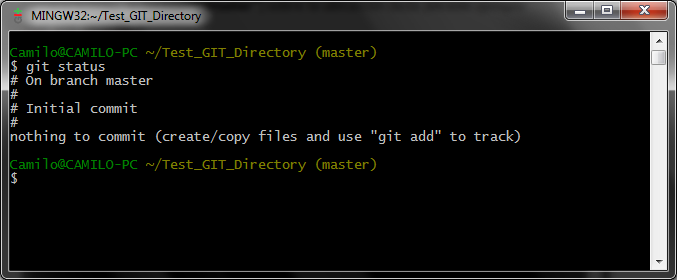 MINGW32:~/Test_GIT_Directory
Camilo@CAMILO-PC ~/Test_GIT_Directory (master)
$ git status
# On branch master
#
# Initial commit
#
nothing to commit (create/copy files and use "git add" to track)
Camilo@CAMILO-PC ~/Test_GIT_Directory (master)
$